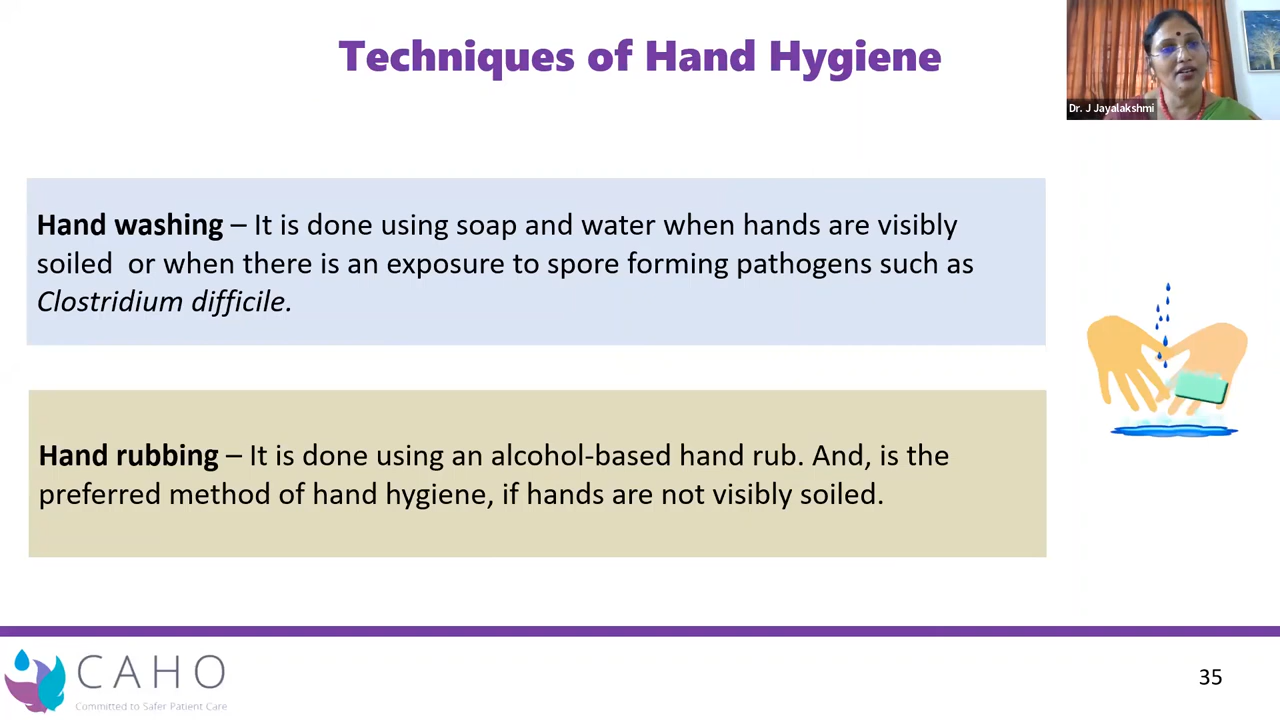 Techniques of Hand Hygiene
Dr. J Jayalakshmi
Hand washing – It is done using soap and water when hands are visibly
soiled  or when there is an exposure to spore forming pathogens such as
Clostridium difficile.
Hand rubbing – It is done using an alcohol-based hand rub. And, is the
preferred method of hand hygiene, if hands are not visibly soiled.
CAHO
Committed to Safer Patient Care
35